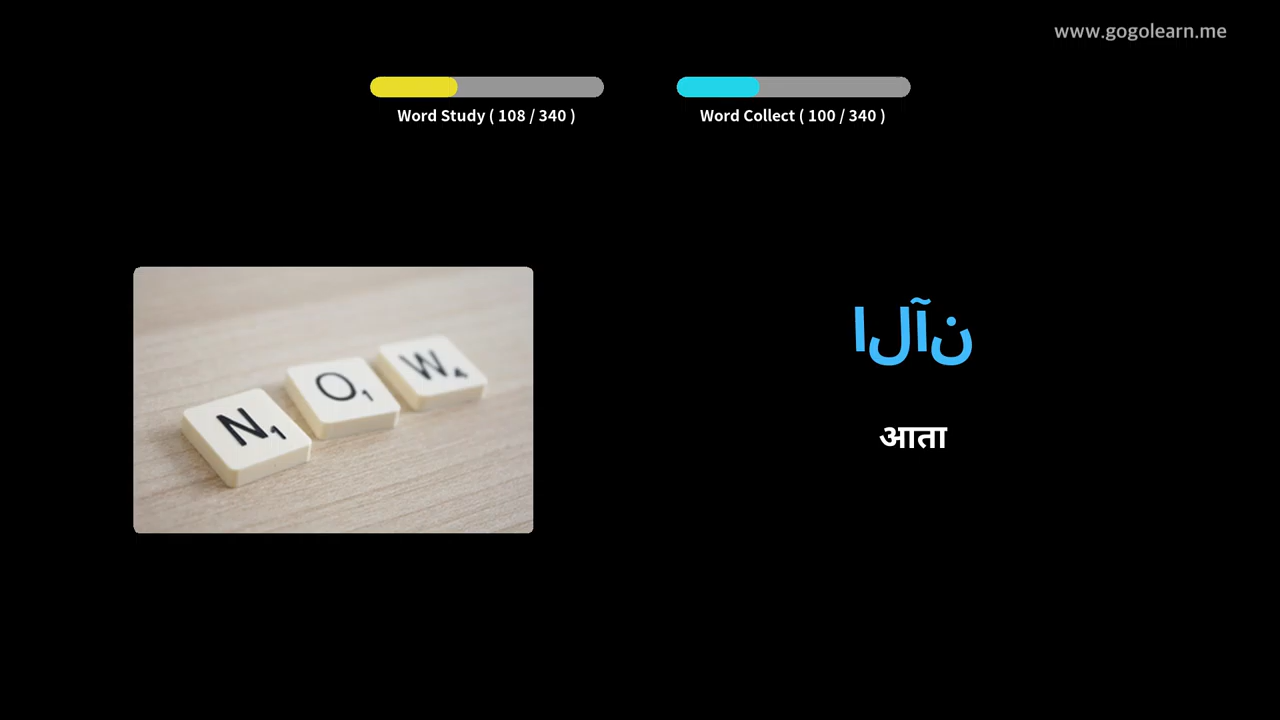 www.gogolearn.me
Word Study ( 108 / 340 )
Word Collect ( 100 / 340 )
N1 O1 W4
الآن
आता